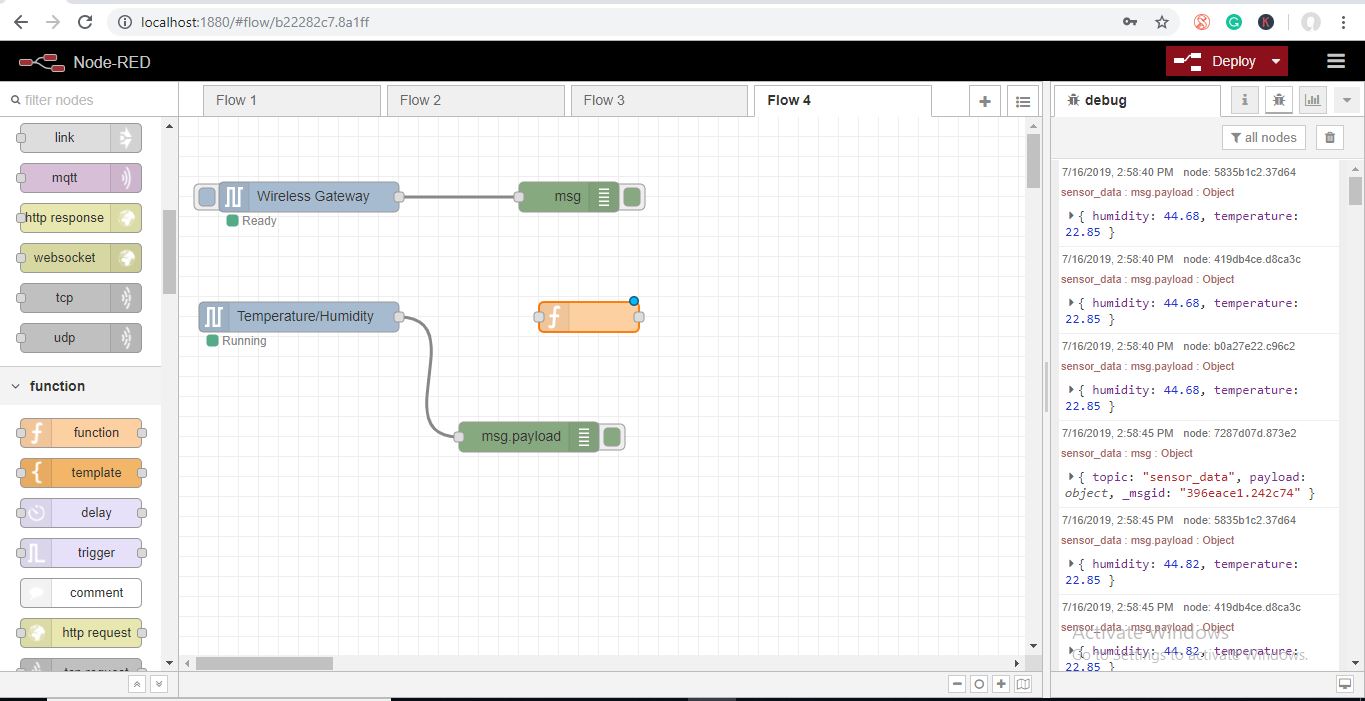 localhost:1880/#flow/b22282c7.8a1ff
Node-RED
Deploy
filter nodes
Flow 1
Flow 2
Flow 3
Flow 4
debug
i
all nodes
link
mqtt
http response
websocket
tcp
udp
function
function
template
delay
trigger
comment
http request
tcp request
Wireless Gateway
Ready
msg
Temperature/Humidity
Running
f
msg.payload
7/16/2019, 2:58:40 PM node: 5835b1c2.37d64
sensor_data : msg.payload : Object
{ humidity: 44.68, temperature:
22.85 }
7/16/2019, 2:58:40 PM node: 419db4ce.d8ca3c
sensor_data : msg.payload : Object
{ humidity: 44.68, temperature:
22.85 }
7/16/2019, 2:58:40 PM node: b0a27e22.c96c2
sensor_data : msg.payload : Object
{ humidity: 44.68, temperature:
22.85 }
7/16/2019, 2:58:45 PM node: 7287d07d.873e2
sensor_data : msg : Object
{ topic: "sensor_data", payload:
object, _msgid: "396eace1.242c74" }
7/16/2019, 2:58:45 PM node: 5835b1c2.37d64
sensor_data : msg.payload : Object
{ humidity: 44.82, temperature:
22.85 }
7/16/2019, 2:58:45 PM node: 419db4ce.d8ca3c
sensor_data : msg.payload : Object
{ humidity: 44.82, temperature:
22.85 }
Activate Windows
Go to Settings to activate Windows.